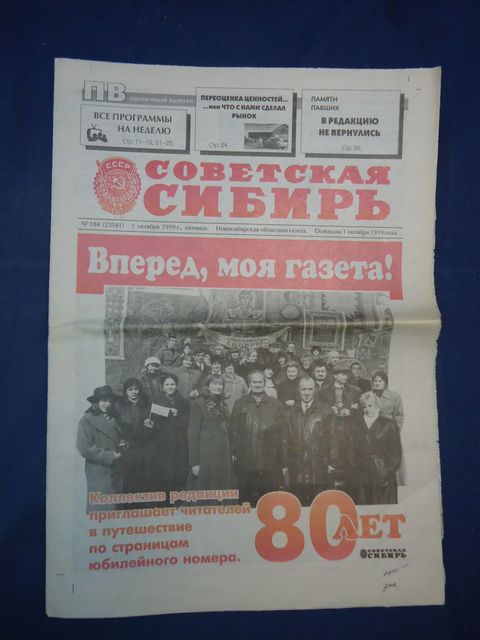 ПВ
пятничный выпуск
ВСЕ ПРОГРАММЫ
НА НЕДЕЛЮ
Стр. 11–12, 21–22.
ПЕРЕОЦЕНКА ЦЕННОСТЕЙ...
...или ЧТО С НАМИ СДЕЛАЛ
РЫНОК
Стр. 24.
ПАМЯТИ
ПАВШИХ
В РЕДАКЦИЮ
НЕ ВЕРНУЛИСЬ
Стр. 26.
СССР
СОВЕТСКАЯ
СИБИРЬ
№ 184 (23541)
1 октября 1999 г., пятница.
Новосибирская областная газета.
Основана 1 октября 1919 года.
Вперед, моя газета!
Коллектив редакции
приглашает читателей
в путешествие
по страницам
юбилейного номера.
80 ЛЕТ
СОВЕТСКАЯ
СИБИРЬ